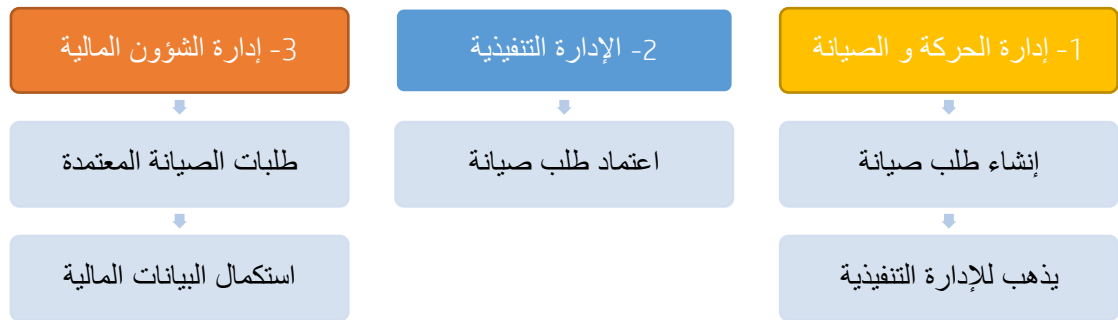 1- إدارة الحركة و الصيانة
إنشاء طلب صيانة
يذهب للإدارة التنفيذية
2- الإدارة التنفيذية
اعتماد طلب صيانة
3- إدارة الشؤون المالية
طلبات الصيانة المعتمدة
استكمال البيانات المالية